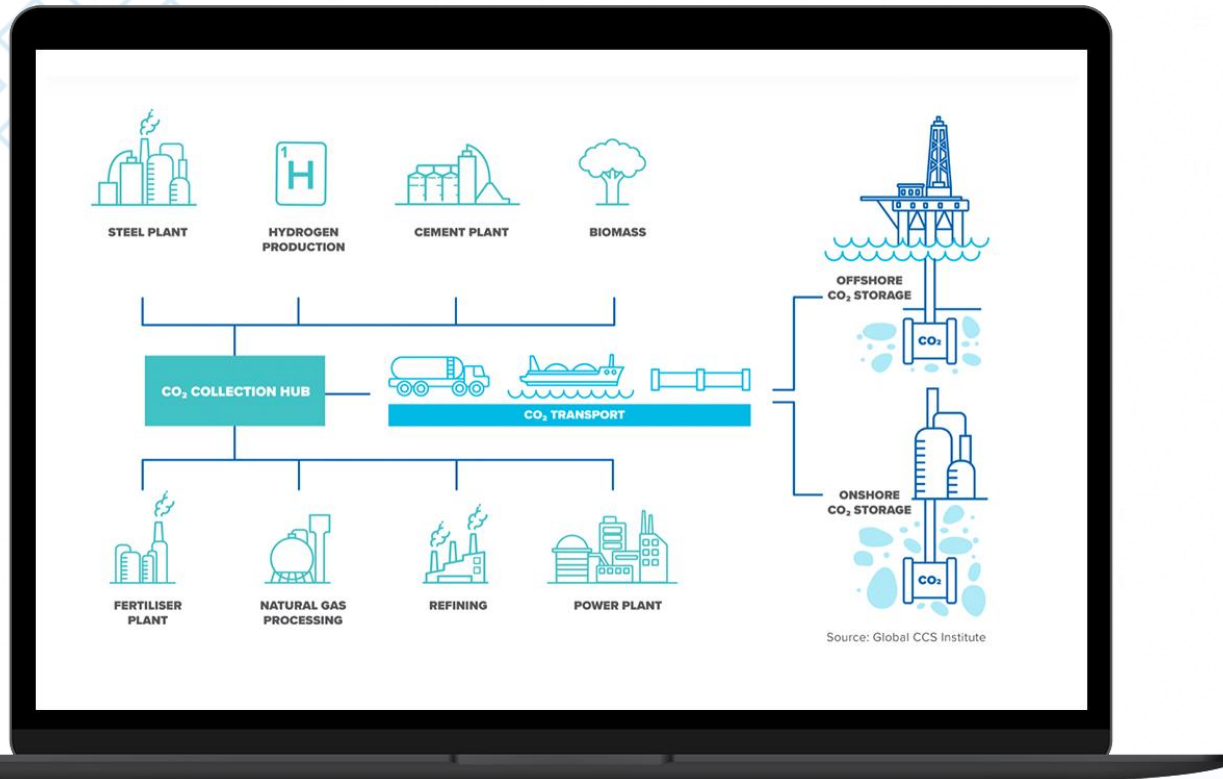 STEEL PLANT
1
H
HYDROGEN
PRODUCTION
CEMENT PLANT
BIOMASS
OFFSHORE
CO₂ STORAGE
CO₂
CO₂ COLLECTION HUB
CO₂ TRANSPORT
ONSHORE
CO₂ STORAGE
CO₂
FERTILISER
PLANT
NATURAL GAS
PROCESSING
REFINING
POWER PLANT
Source: Global CCS Institute